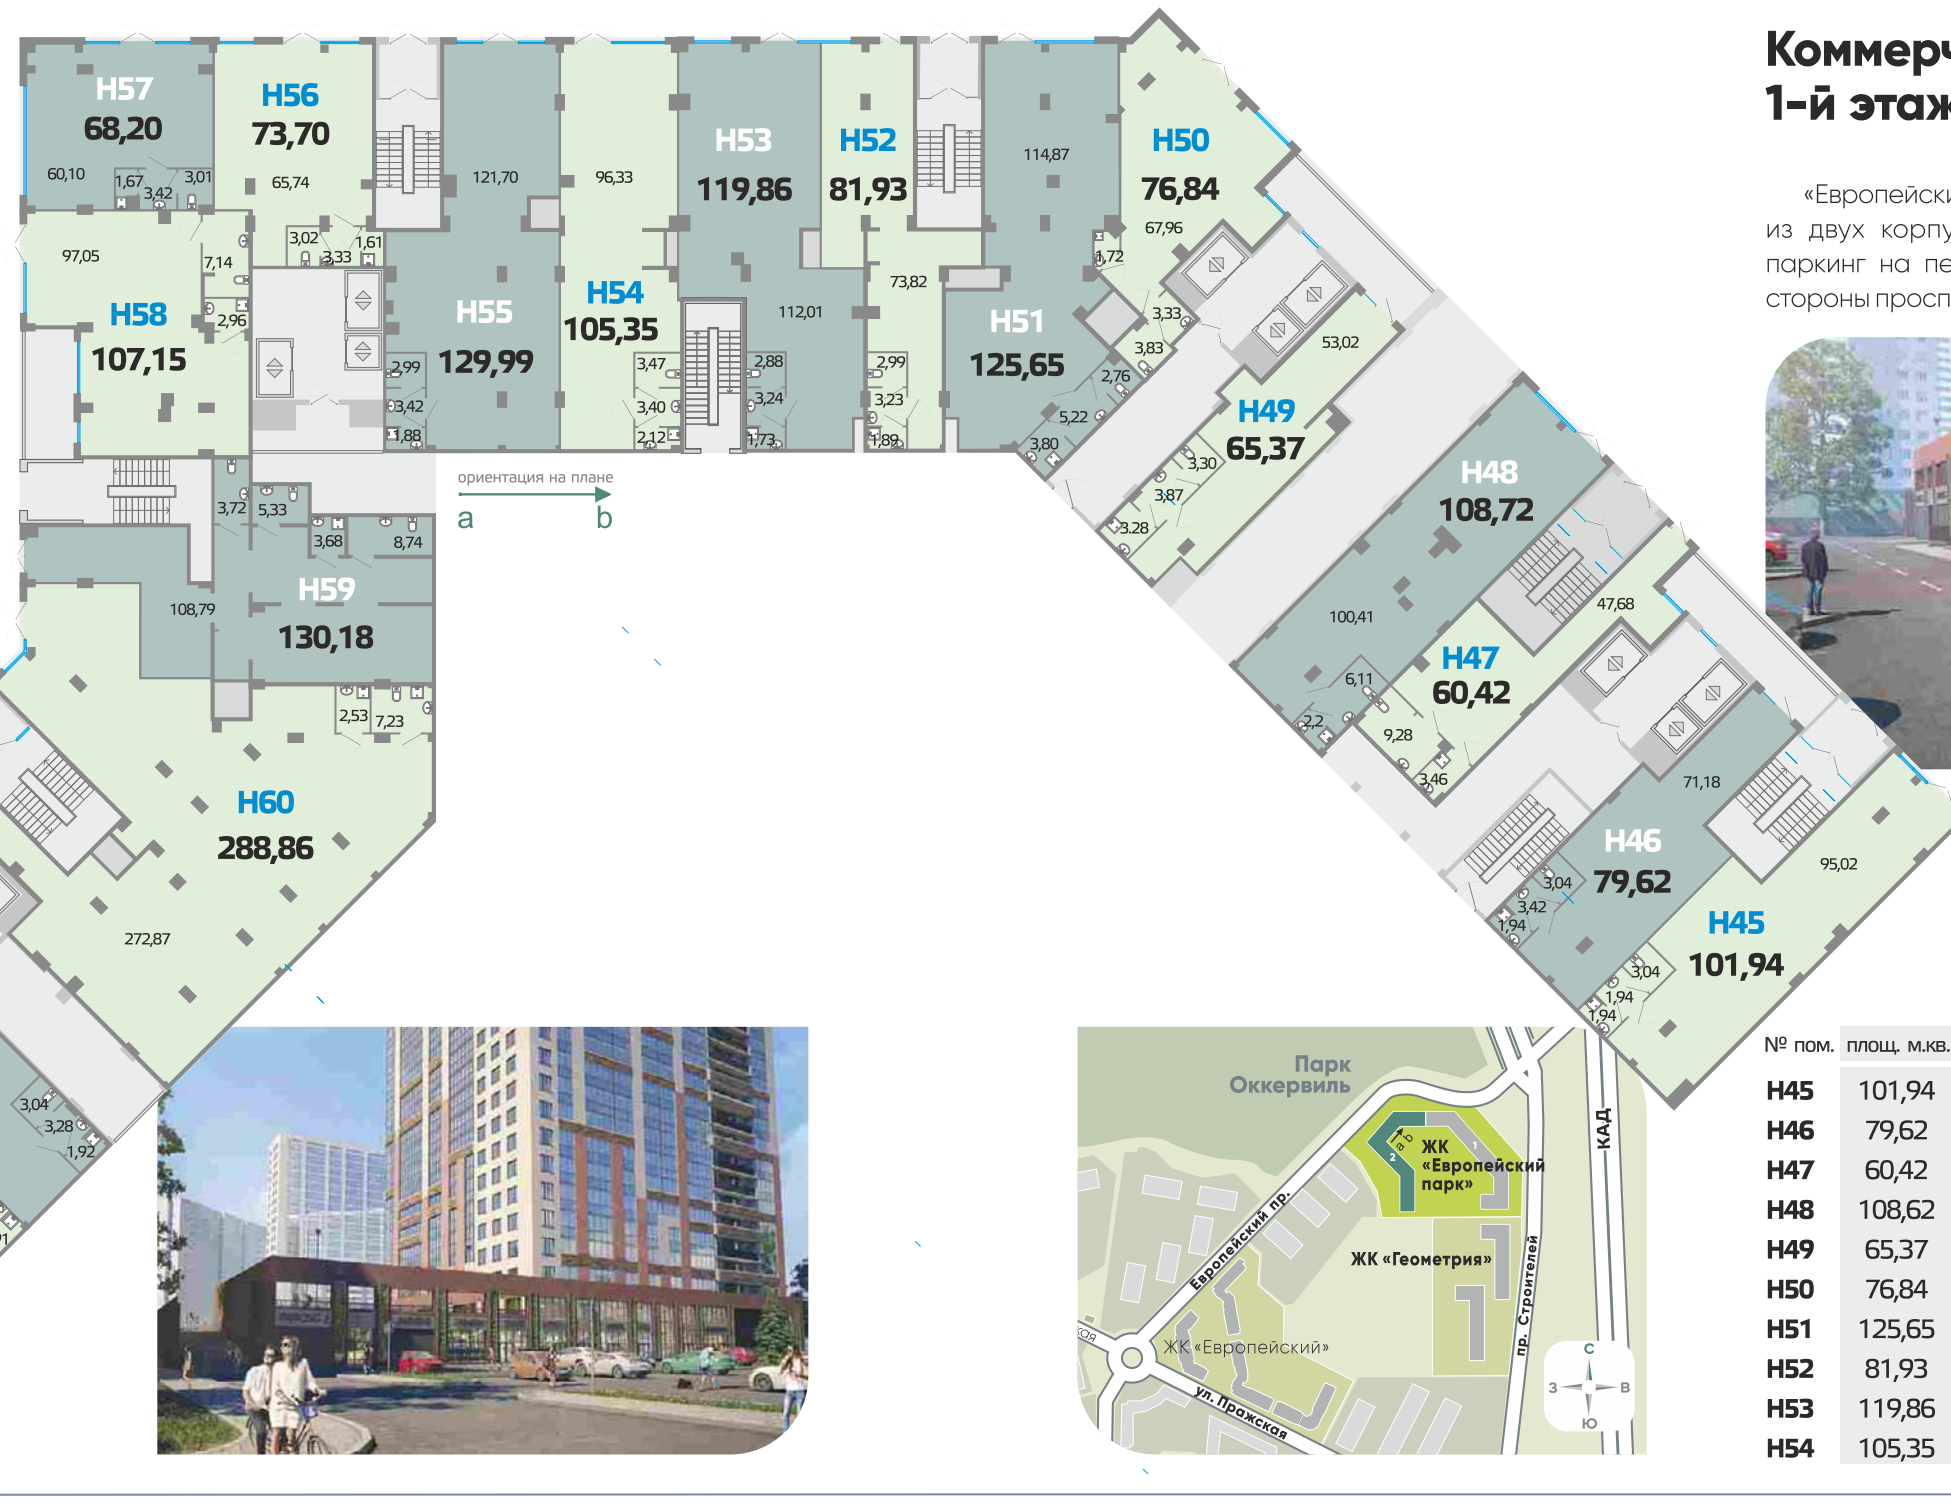 Коммерч
1-й этаж
«Европейски
из двух корпу
паркинг на пе
стороны просп
Н57
68,20
60,10
1,67
3,42
3,01
Н56
73,70
65,74
3,02
3,33
1,61
Н58
107,15
97,05
7,14
2,96
Н55
129,99
121,70
2,99
3,42
1,88
Н54
105,35
96,33
3,47
3,40
2,12
Н53
119,86
112,01
2,88
3,24
1,73
Н52
81,93
73,82
2,99
3,23
1,89
Н51
125,65
114,87
2,76
5,22
3,80
Н50
76,84
67,96
1,72
3,33
3,83
Н49
65,37
53,02
3,30
3,87
3.28
Н48
108,72
100,41
6,11
2,2
Н47
60,42
47,68
9,28
3,46
Н46
79,62
71,18
3,04
3,42
1,94
Н45
101,94
95,02
3,04
1,94
1,94
Н59
130,18
108,79
3,72
5,33
3,68
8,74
Н60
288,86
272,87
2,53
7,23
3,04
3,28
1,92
ориентация на плане
a b
Парк
Оккервиль
ЖК
«Европейский
парк»
1
2
a b
ЖК «Геометрия»
ЖК «Европейский»
Европейский пр.
ул. Пражская
пр. Строителей
КАД
С
З В
Ю
№ пом. площ. м.кв.
Н45 101,94
Н46 79,62
Н47 60,42
Н48 108,62
Н49 65,37
Н50 76,84
Н51 125,65
Н52 81,93
Н53 119,86
Н54 105,35